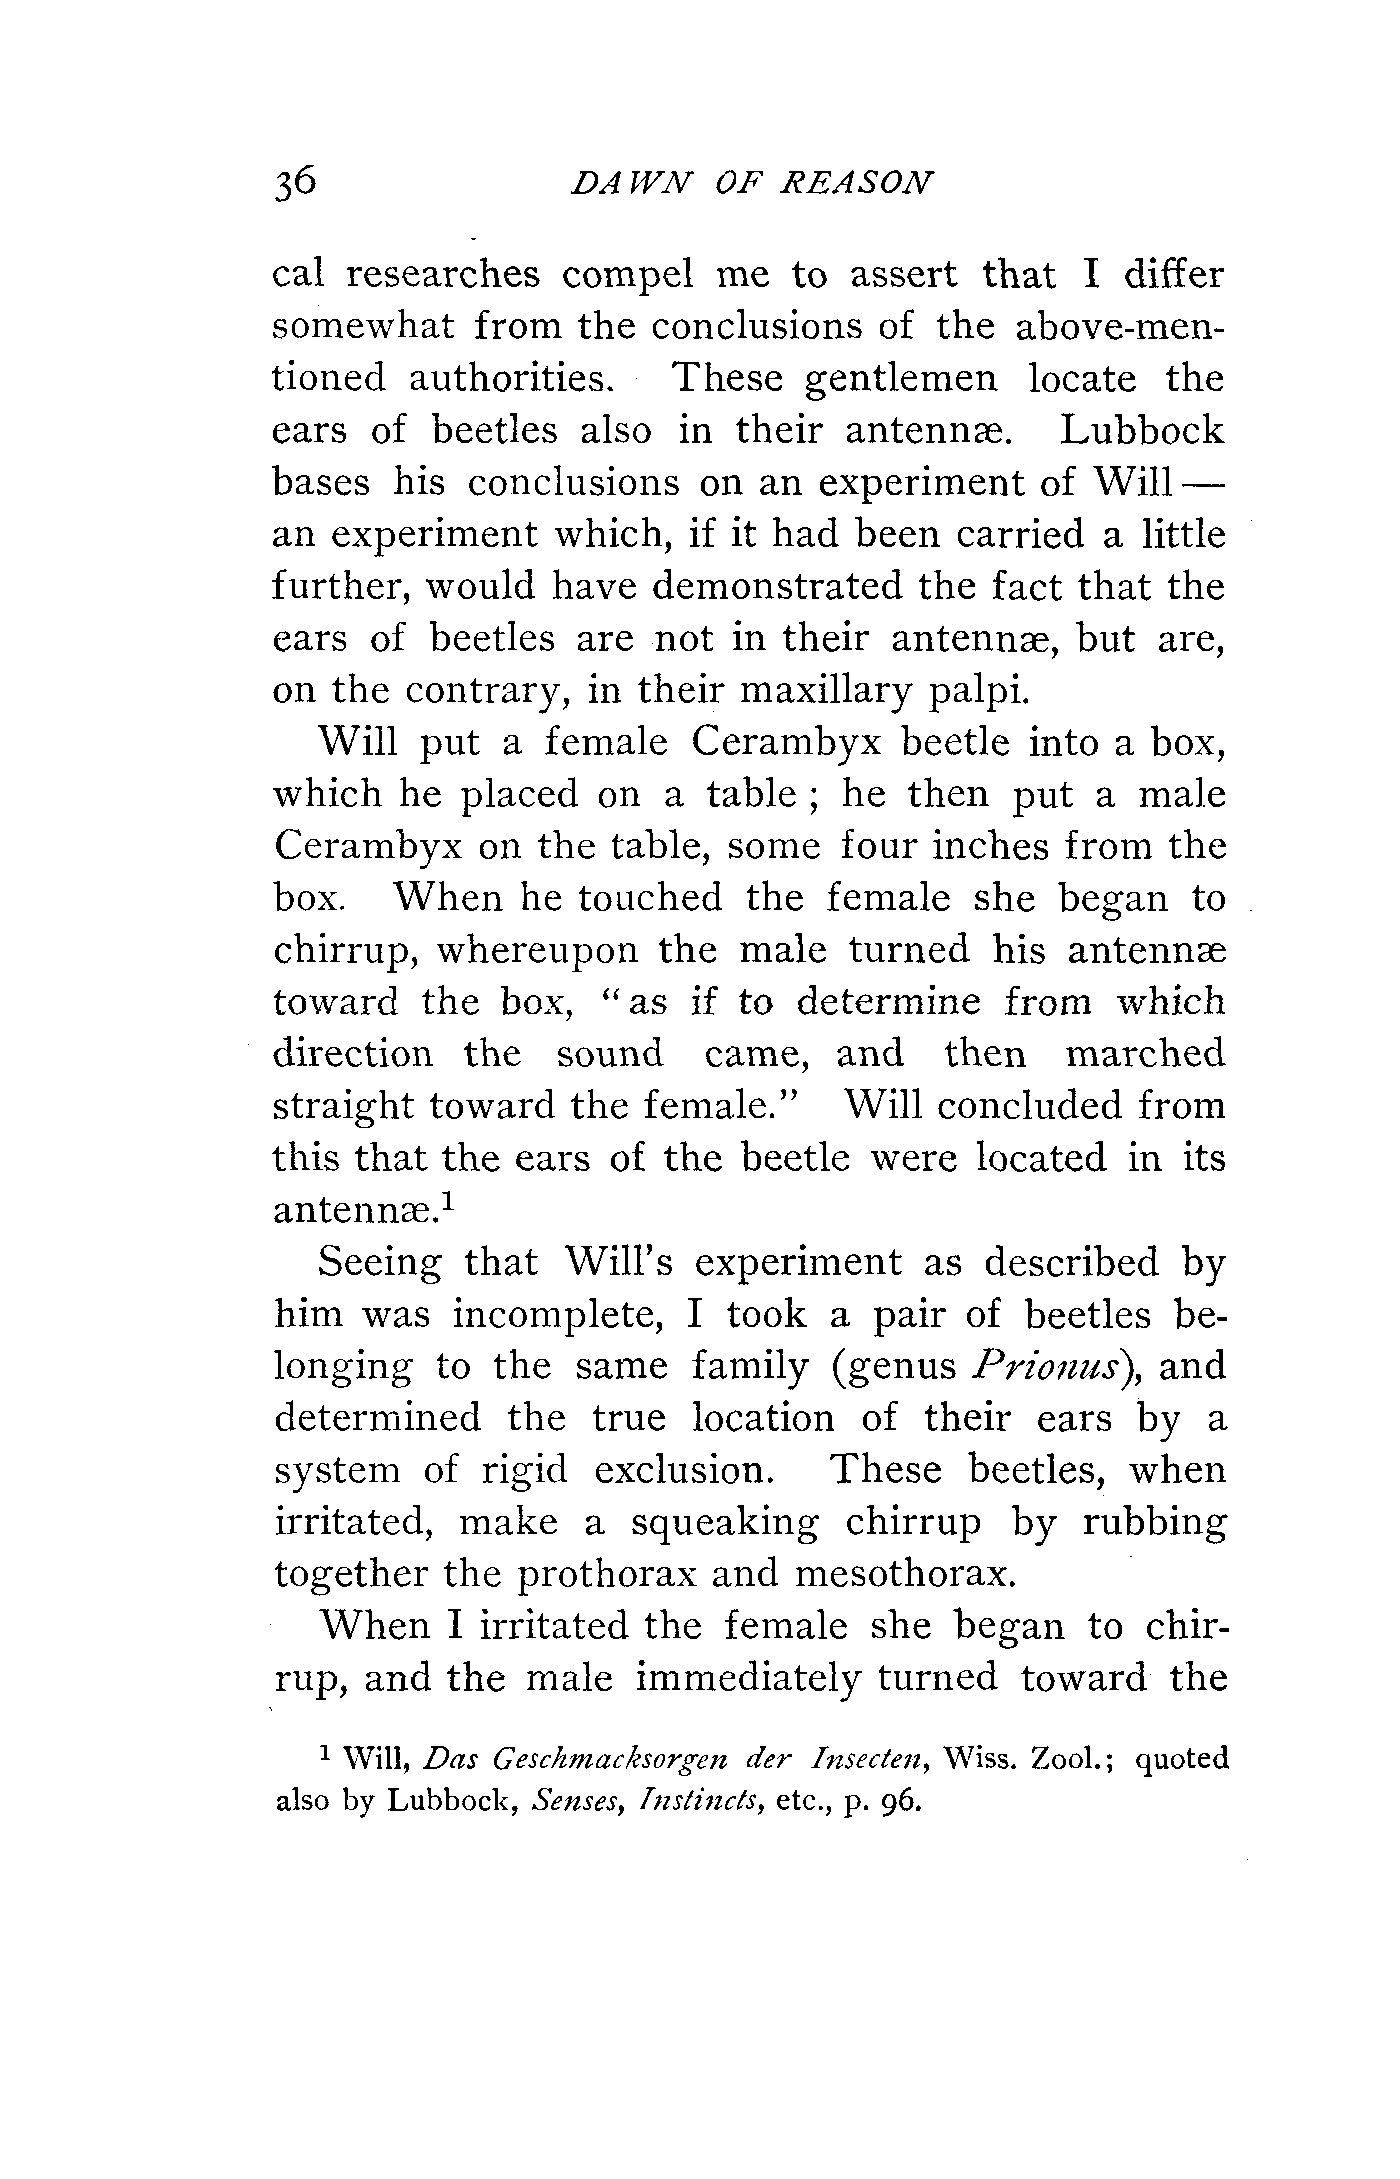 36 DAWN OF REASON
cal researches compel me to assert that I differ
somewhat from the conclusions of the above-men-
tioned authorities. These gentlemen locate the
ears of beetles also in their antennæ. Lubbock
bases his conclusions on an experiment of Will—
an experiment which, if it had been carried a little
further, would have demonstrated the fact that the
ears of beetles are not in their antennæ, but are,
on the contrary, in their maxillary palpi.
Will put a female Cerambyx beetle into a box,
which he placed on a table ; he then put a male
Cerambyx on the table, some four inches from the
box. When he touched the female she began to
chirrup, whereupon the male turned his antennæ
toward the box, “as if to determine from which
direction the sound came, and then marched
straight toward the female.” Will concluded from
this that the ears of the beetle were located in its
antennæ.¹
Seeing that Will’s experiment as described by
him was incomplete, I took a pair of beetles be-
longing to the same family (genus Prionus), and
determined the true location of their ears by a
system of rigid exclusion. These beetles, when
irritated, make a squeaking chirrup by rubbing
together the prothorax and mesothorax.
When I irritated the female she began to chir-
rup, and the male immediately turned toward the
¹ Will, Das Geschmacksorgen der Insecten, Wiss. Zool.; quoted
also by Lubbock, Senses, Instincts, etc., p. 96.